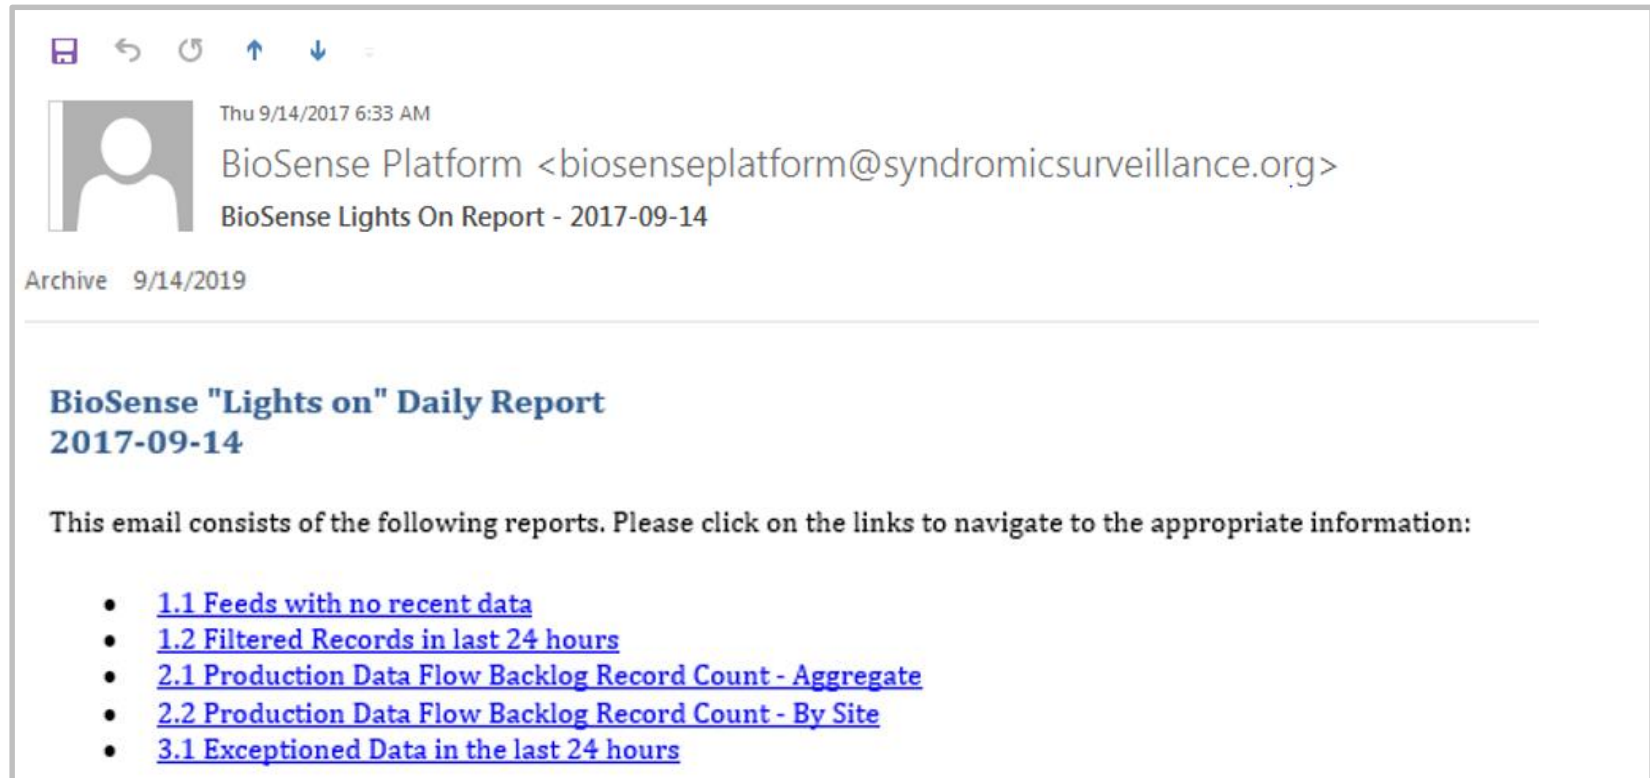 Thu 9/14/2017 6:33 AM
BioSense Platform <biosenseplatform@syndromicsurveillance.org>
BioSense Lights On Report - 2017-09-14
Archive 9/14/2019
BioSense "Lights on" Daily Report
2017-09-14
This email consists of the following reports. Please click on the links to navigate to the appropriate information:
• 1.1 Feeds with no recent data
• 1.2 Filtered Records in last 24 hours
• 2.1 Production Data Flow Backlog Record Count - Aggregate
• 2.2 Production Data Flow Backlog Record Count - By Site
• 3.1 Exceptioned Data in the last 24 hours